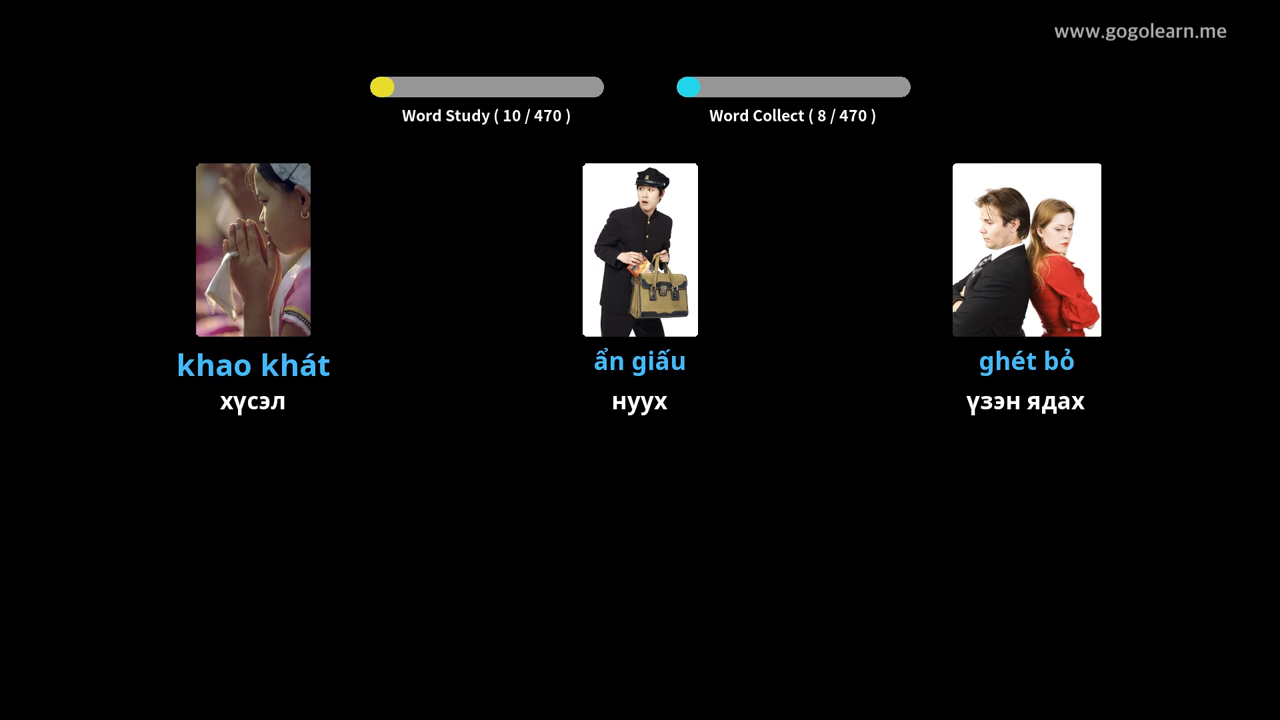 www.gogolearn.me
Word Study ( 10 / 470 )
Word Collect ( 8 / 470 )
khao khát
ẩn giấu
ghét bỏ
хүсэл
нуух
үзэн ядах